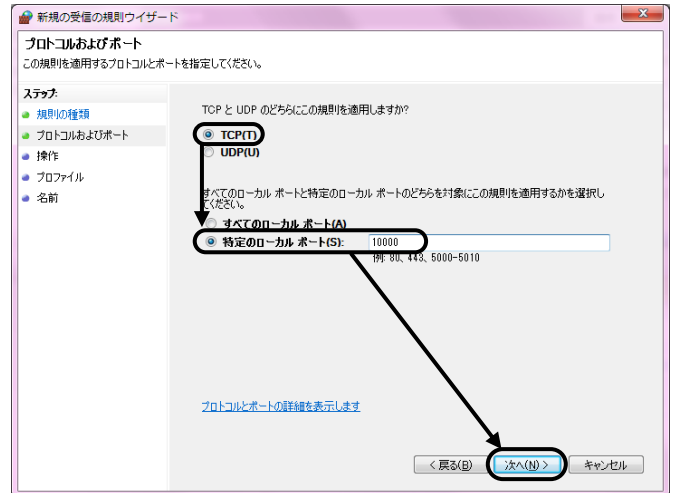 新規の受信の規則ウィザード
プロトコルおよびポート
この規則を適用するプロトコルとポートを指定してください。
ステップ:
規則の種類
プロトコルおよびポート
操作
プロファイル
名前
TCP と UDP のどちらにこの規則を適用しますか?
TCP(T)
UDP(U)
すべてのローカル ポートと特定のローカル ポートのどちらを対象にこの規則を適用するかを選択し
てください。
すべてのローカル ポート(A)
特定のローカル ポート(S): 10000
例: 80、443、5000-5010
プロトコルとポートの詳細を表示します
< 戻る(B) 次へ(N) > キャンセル